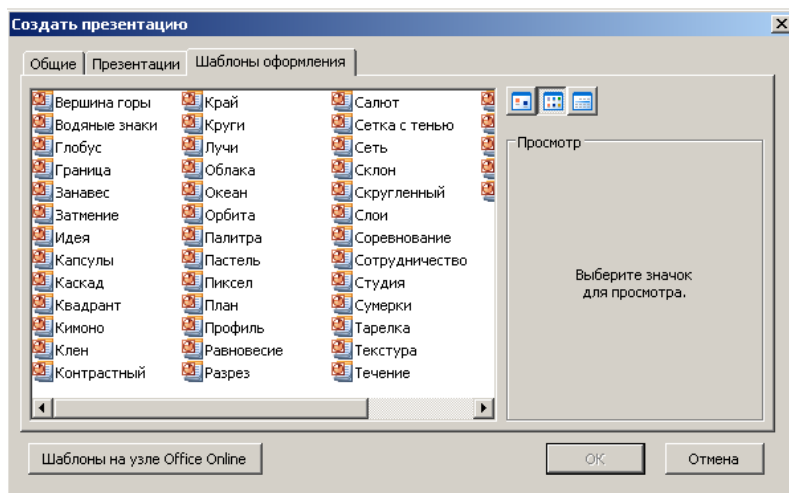 Создать презентацию
Общие
Презентации
Шаблоны оформления
Вершина горы
Водяные знаки
Глобус
Граница
Занавес
Затмение
Идея
Капсулы
Каскад
Квадрант
Кимоно
Клен
Контрастный
Край
Круги
Лучи
Облака
Океан
Орбита
Палитра
Пастель
Пиксел
План
Профиль
Равновесие
Разрез
Салют
Сетка с тенью
Сеть
Склон
Скругленный
Слои
Соревнование
Сотрудничество
Студия
Сумерки
Тарелка
Текстура
Течение
Просмотр
Выберите значок
для просмотра.
Шаблоны на узле Office Online
ОК
Отмена